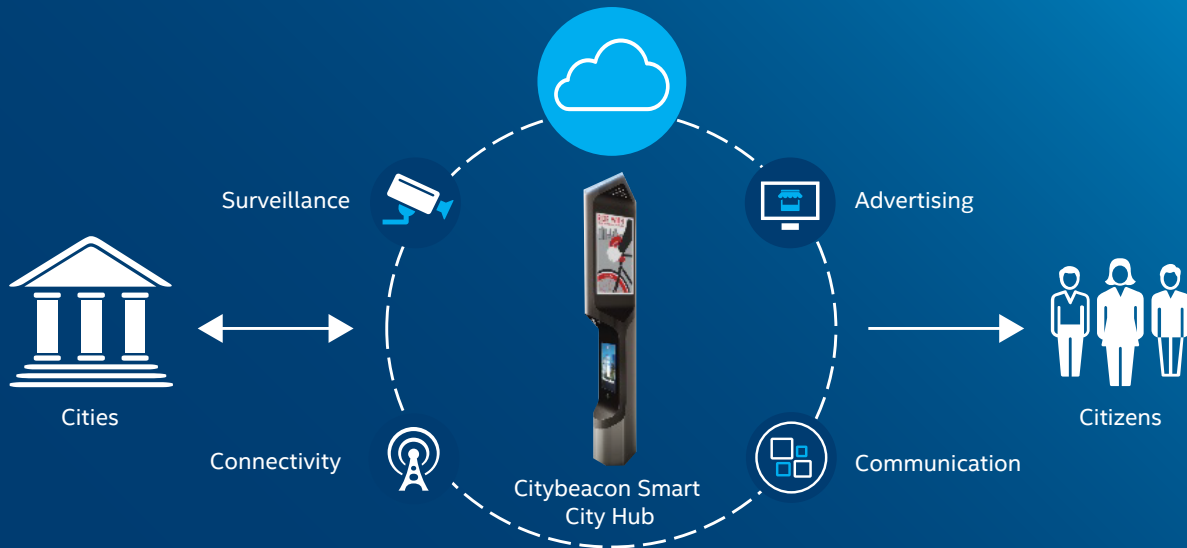 Surveillance
Advertising
Cities
Citizens
Connectivity
Communication
Citybeacon Smart
City Hub